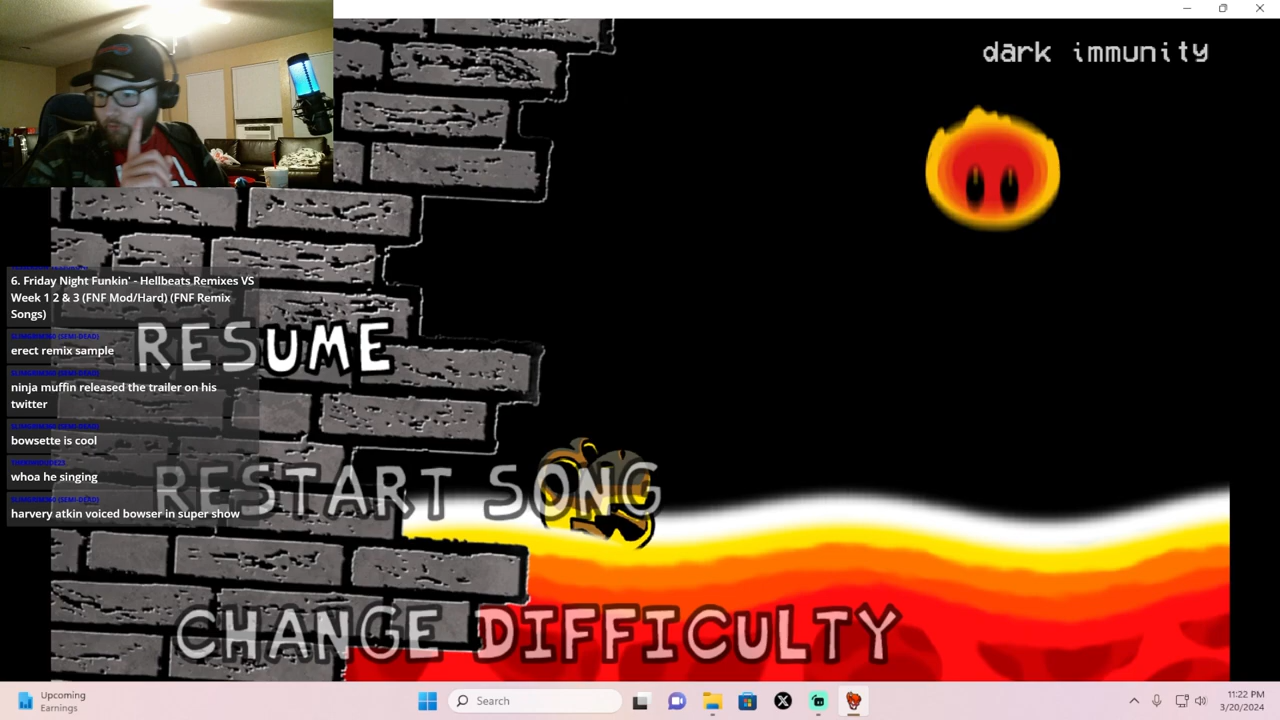 dark immunity
6. Friday Night Funkin' - Hellbeats Remixes VS
Week 1 2 & 3 (FNF Mod/Hard) (FNF Remix
Songs)
erect remix sample
ninja muffin released the trailer on his
twitter
bowsette is cool
whoa he singing
harvery atkin voiced bowser in super show
RESUME
RESTART SONG
CHANGE DIFFICULTY
Upcoming
Earnings
Search
11:22 PM
3/20/2024